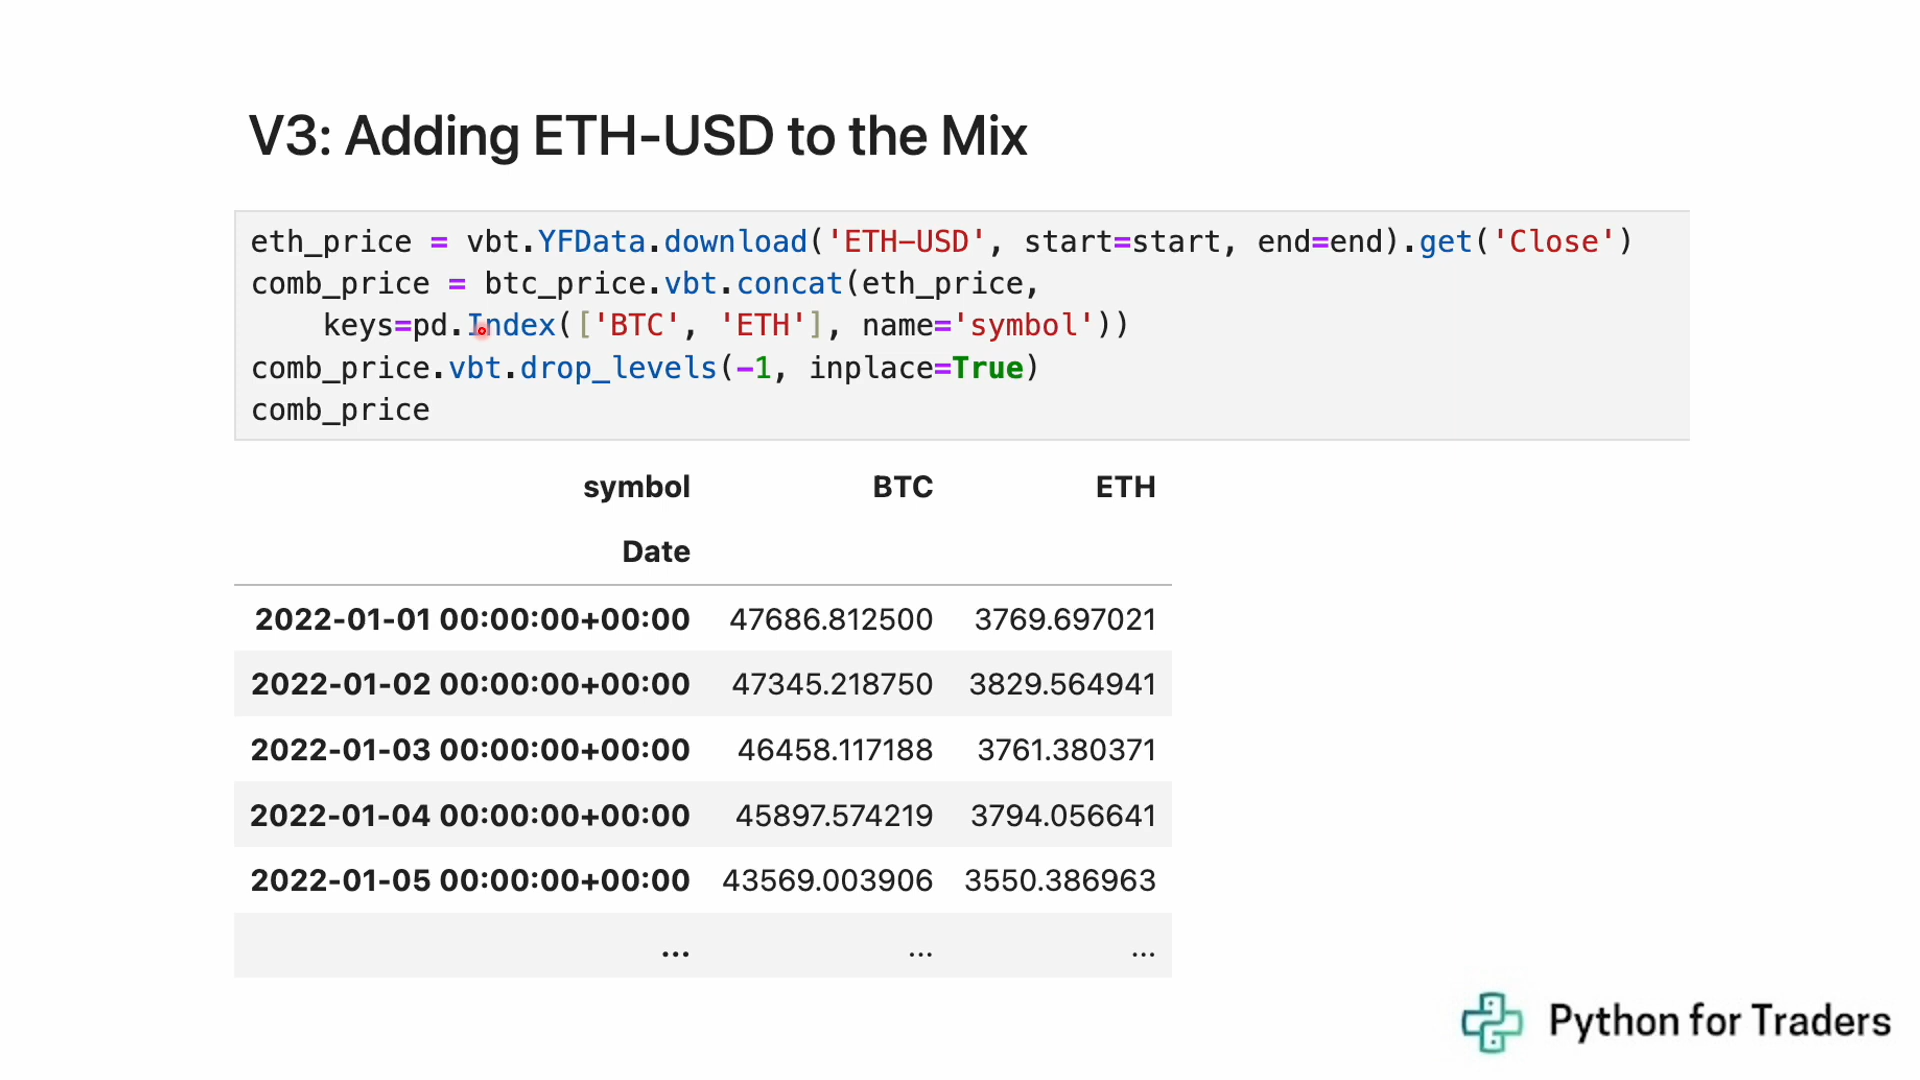 V3: Adding ETH-USD to the Mix
eth_price = vbt.YFData.download('ETH-USD', start=start, end=end).get('Close')
comb_price = btc_price.vbt.concat(eth_price,
    keys=pd.Index(['BTC', 'ETH'], name='symbol'))
comb_price.vbt.drop_levels(-1, inplace=True)
comb_price
symbol BTC ETH
Date
2022-01-01 00:00:00+00:00 47686.812500 3769.697021
2022-01-02 00:00:00+00:00 47345.218750 3829.564941
2022-01-03 00:00:00+00:00 46458.117188 3761.380371
2022-01-04 00:00:00+00:00 45897.574219 3794.056641
2022-01-05 00:00:00+00:00 43569.003906 3550.386963
... ... ...
Python for Traders